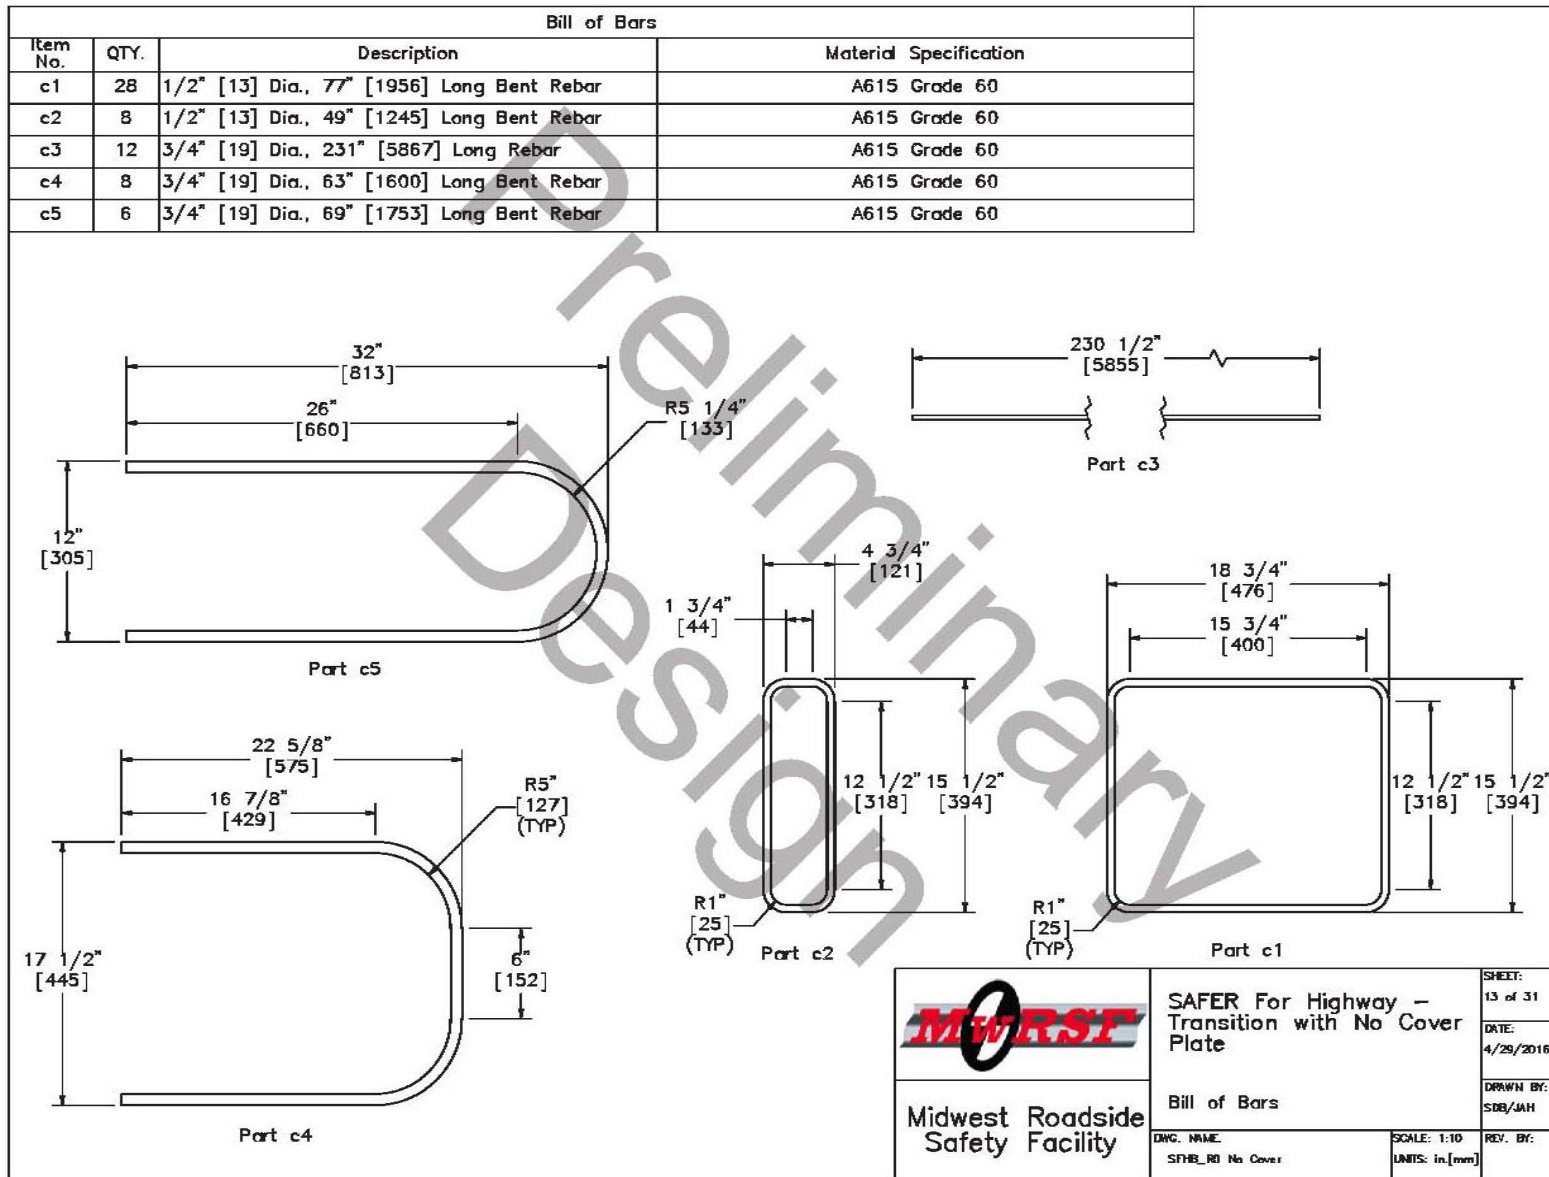 Bill of Bars
Item No. QTY. Description Material Specification
c1 28 1/2" [13] Dia., 77" [1956] Long Bent Rebar A615 Grade 60
c2 8 1/2" [13] Dia., 49" [1245] Long Bent Rebar A615 Grade 60
c3 12 3/4" [19] Dia., 231" [5867] Long Rebar A615 Grade 60
c4 8 3/4" [19] Dia., 63" [1600] Long Bent Rebar A615 Grade 60
c5 6 3/4" [19] Dia., 69" [1753] Long Bent Rebar A615 Grade 60
Preliminary
Design
32"
[813]
26"
[660]
R5 1/4"
[133]
12"
[305]
Part c5
230 1/2"
[5855]
Part c3
4 3/4"
[121]
1 3/4"
[44]
12 1/2"
[318]
15 1/2"
[394]
R1"
[25]
(TYP)
Part c2
18 3/4"
[476]
15 3/4"
[400]
12 1/2"
[318]
15 1/2"
[394]
R1"
[25]
(TYP)
Part c1
22 5/8"
[575]
16 7/8"
[429]
R5"
[127]
(TYP)
17 1/2"
[445]
6"
[152]
Part c4
MwRSF
Midwest Roadside
Safety Facility
SAFER For Highway -
Transition with No Cover
Plate
Bill of Bars
DWG. NAME.
SFHB_R0 No Cover
SCALE: 1:10
UNITS: in.[mm]
SHEET:
13 of 31
DATE:
4/29/2016
DRAWN BY:
SDB/JAH
REV. BY: